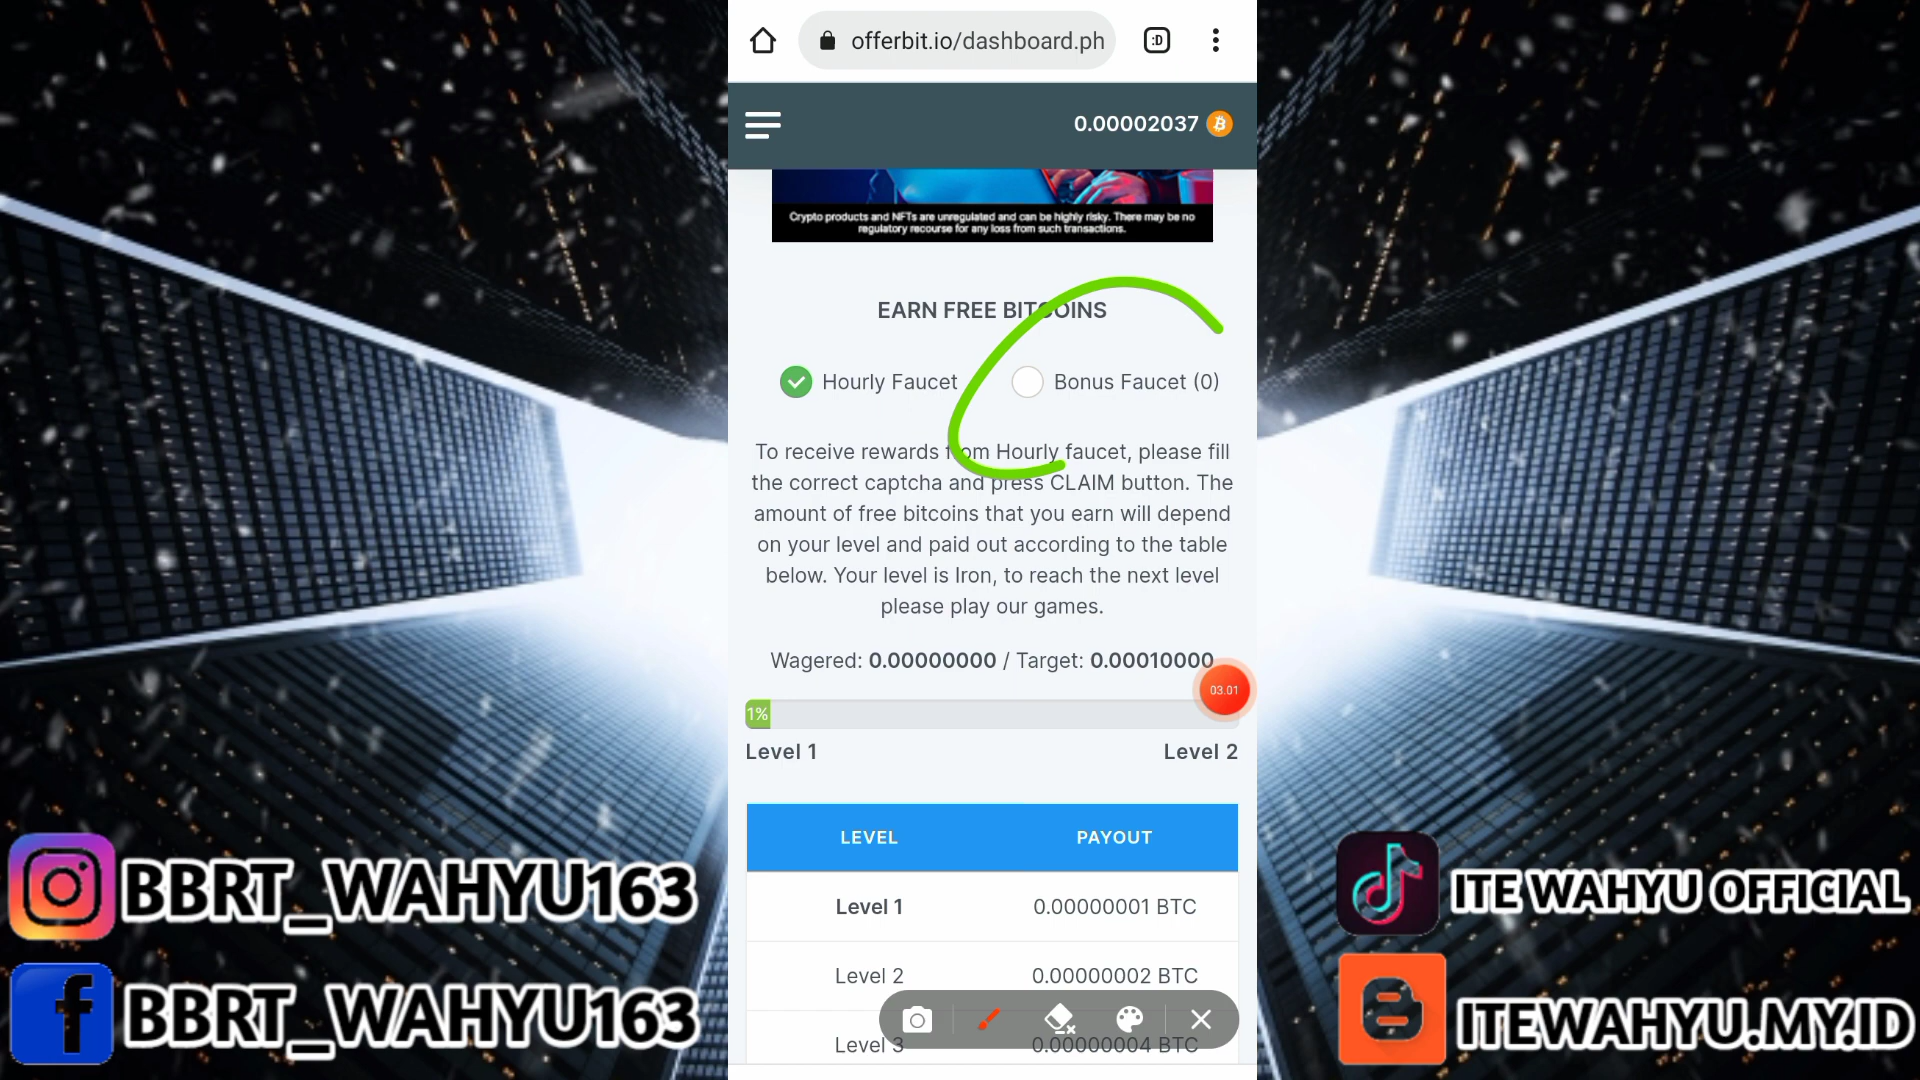 offerbit.io/dashboard.ph
:D
0.00002037
Crypto products and NFTs are unregulated and can be highly risky. There may be no
regulatory recourse for any loss from such transactions.
EARN FREE BITCOINS
Hourly Faucet
Bonus Faucet (0)
To receive rewards from Hourly faucet, please fill
the correct captcha and press CLAIM button. The
amount of free bitcoins that you earn will depend
on your level and paid out according to the table
below. Your level is Iron, to reach the next level
please play our games.
Wagered: 0.00000000 / Target: 0.00010000
03.01
1%
Level 1
Level 2
LEVEL PAYOUT
Level 1 0.00000001 BTC
Level 2 0.00000002 BTC
Level 3 0.00000004 BTC
BBRT_WAHYU163
BBRT_WAHYU163
ITE WAHYU OFFICIAL
ITEWAHYU.MY.ID